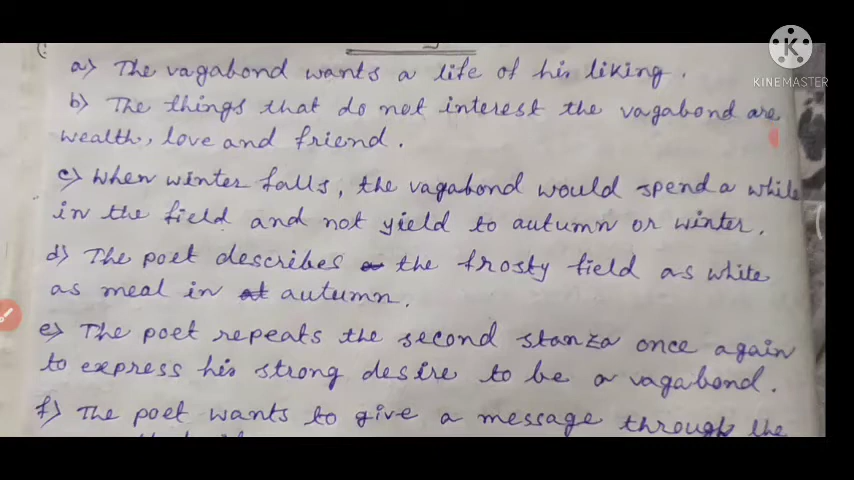 K
KINEMASTER
a) The vagabond wants a life of his liking.
b) The things that do not interest the vagabond are
wealth, love and friend.
c) When winter falls, the vagabond would spend a while
in the field and not yield to autumn or winter.
d) The poet describes the frosty field as white
as meal in autumn.
e) The poet repeats the second stanza once again
to express his strong desire to be a vagabond.
f) The poet wants to give a message through the